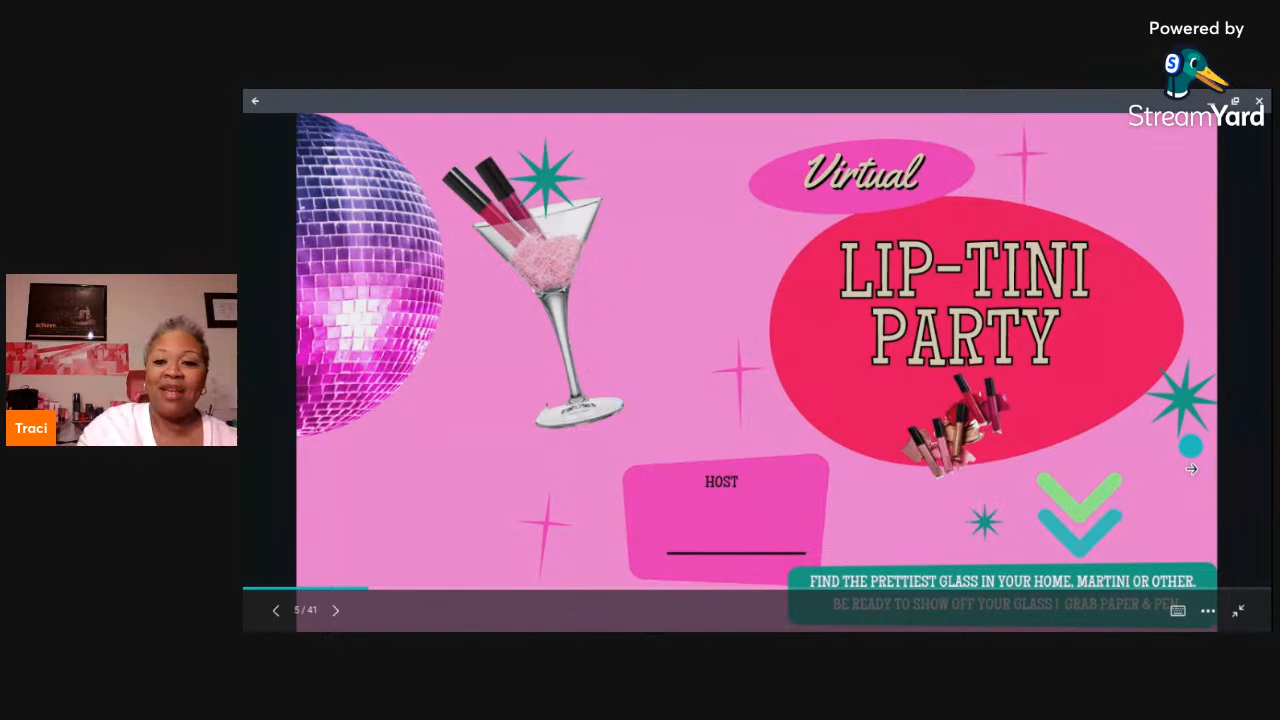 Powered by
StreamYard
Virtual
LIP-TINI
PARTY
HOST
Traci
FIND THE PRETTIEST GLASS IN YOUR HOME, MARTINI OR OTHER.
BE READY TO SHOW OFF YOUR GLASS! GRAB PAPER & PEN
5 / 41